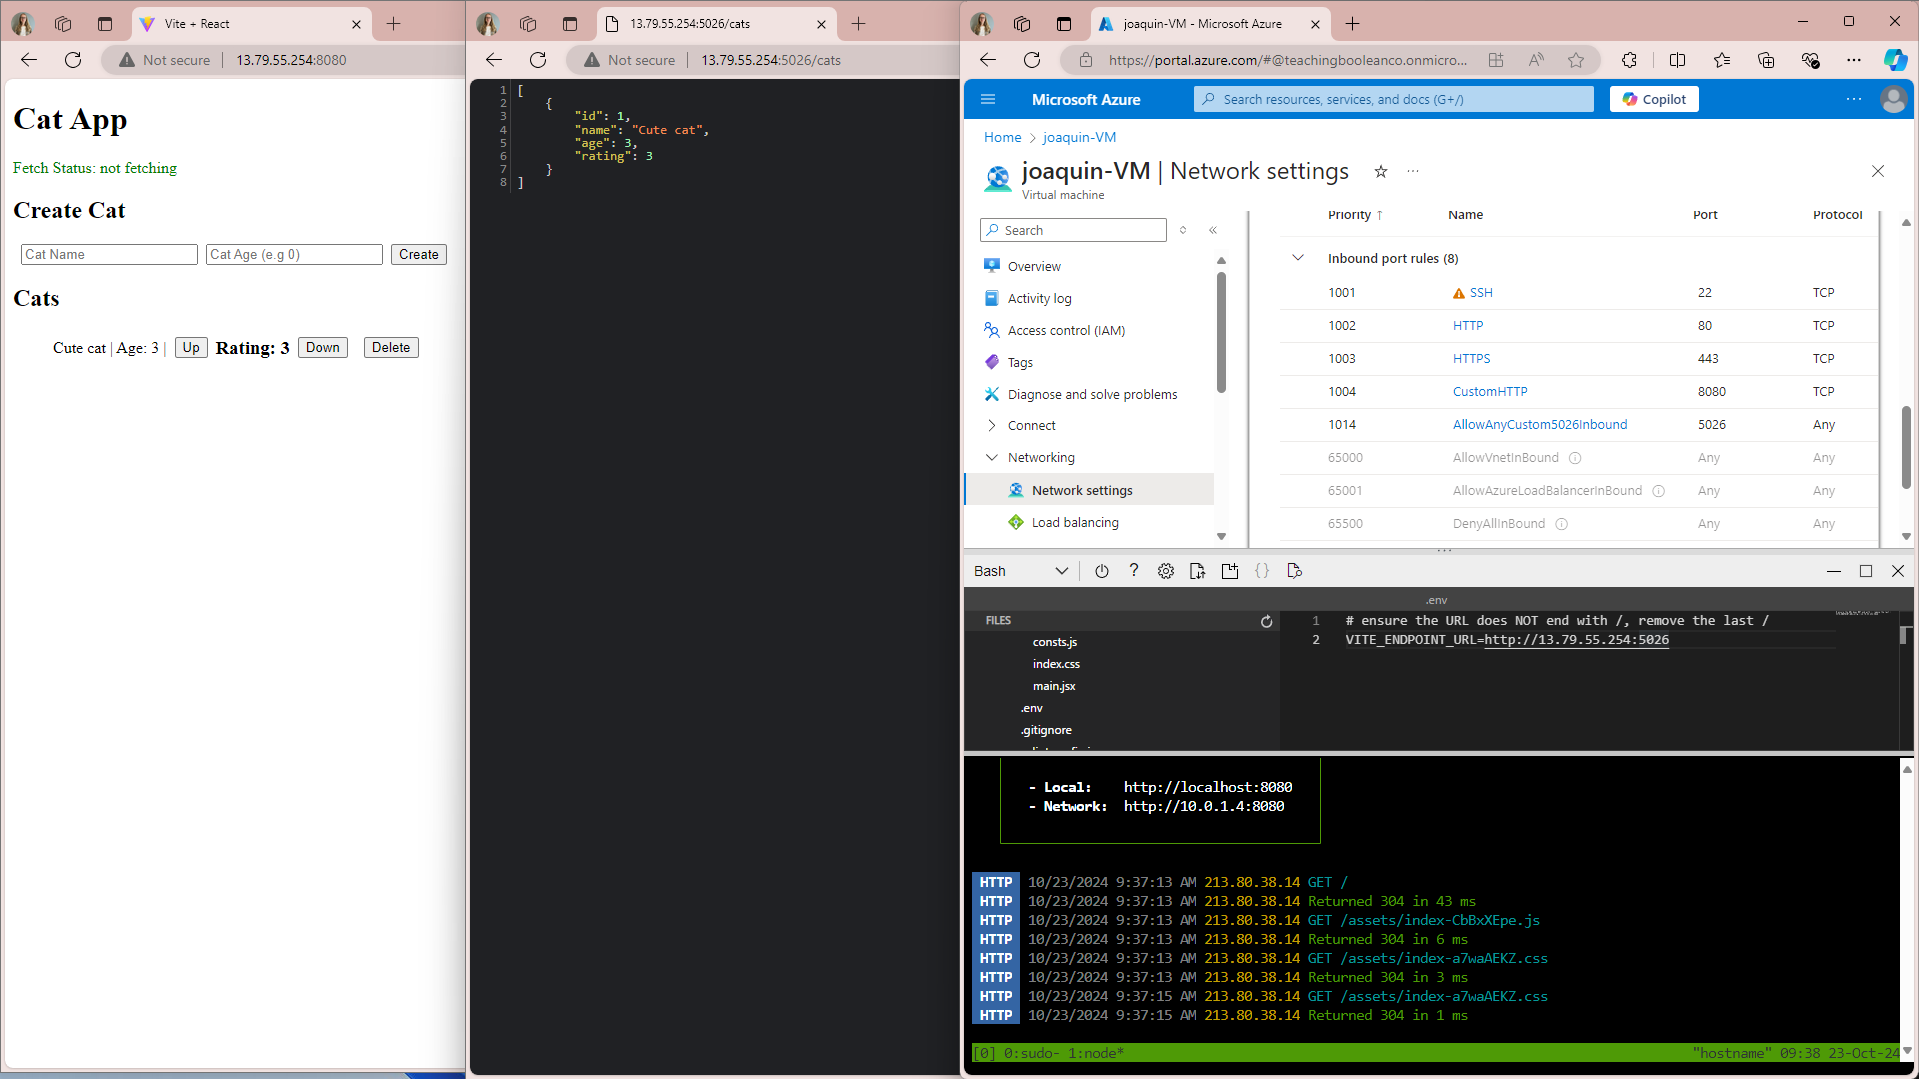 Vite + React
Not secure
13.79.55.254:8080
Cat App
Fetch Status: not fetching
Create Cat
Cat Name
Cat Age (e.g 0)
Create
Cats
Cute cat | Age: 3 |
Up
Rating: 3
Down
Delete
13.79.55.254:5026/cats
Not secure
13.79.55.254:5026/cats
1 [
2 {
3 "id": 1,
4 "name": "Cute cat",
5 "age": 3,
6 "rating": 3
7 }
8 ]
joaquin-VM - Microsoft Azure
https://portal.azure.com/#@teachingbooleanco.onmicro...
Microsoft Azure
Search resources, services, and docs (G+/)
Copilot
Home > joaquin-VM
joaquin-VM | Network settings
Virtual machine
Search
Overview
Activity log
Access control (IAM)
Tags
Diagnose and solve problems
Connect
Networking
Network settings
Load balancing
Priority ↑ Name Port Protocol
Inbound port rules (8)
1001 SSH 22 TCP
1002 HTTP 80 TCP
1003 HTTPS 443 TCP
1004 CustomHTTP 8080 TCP
1014 AllowAnyCustom5026Inbound 5026 Any
65000 AllowVnetInBound Any Any
65001 AllowAzureLoadBalancerInBound Any Any
65500 DenyAllInBound Any Any
Bash
.env
FILES
consts.js
index.css
main.jsx
.env
.gitignore
1 # ensure the URL does NOT end with /, remove the last /
2 VITE_ENDPOINT_URL=http://13.79.55.254:5026
- Local: http://localhost:8080
- Network: http://10.0.1.4:8080
HTTP 10/23/2024 9:37:13 AM 213.80.38.14 GET /
HTTP 10/23/2024 9:37:13 AM 213.80.38.14 Returned 304 in 43 ms
HTTP 10/23/2024 9:37:13 AM 213.80.38.14 GET /assets/index-CbBxXEpe.js
HTTP 10/23/2024 9:37:13 AM 213.80.38.14 Returned 304 in 6 ms
HTTP 10/23/2024 9:37:13 AM 213.80.38.14 GET /assets/index-a7waAEKZ.css
HTTP 10/23/2024 9:37:13 AM 213.80.38.14 Returned 304 in 3 ms
HTTP 10/23/2024 9:37:15 AM 213.80.38.14 GET /assets/index-a7waAEKZ.css
HTTP 10/23/2024 9:37:15 AM 213.80.38.14 Returned 304 in 1 ms
[0] 0:sudo- 1:node* "hostname" 09:38 23-Oct-24